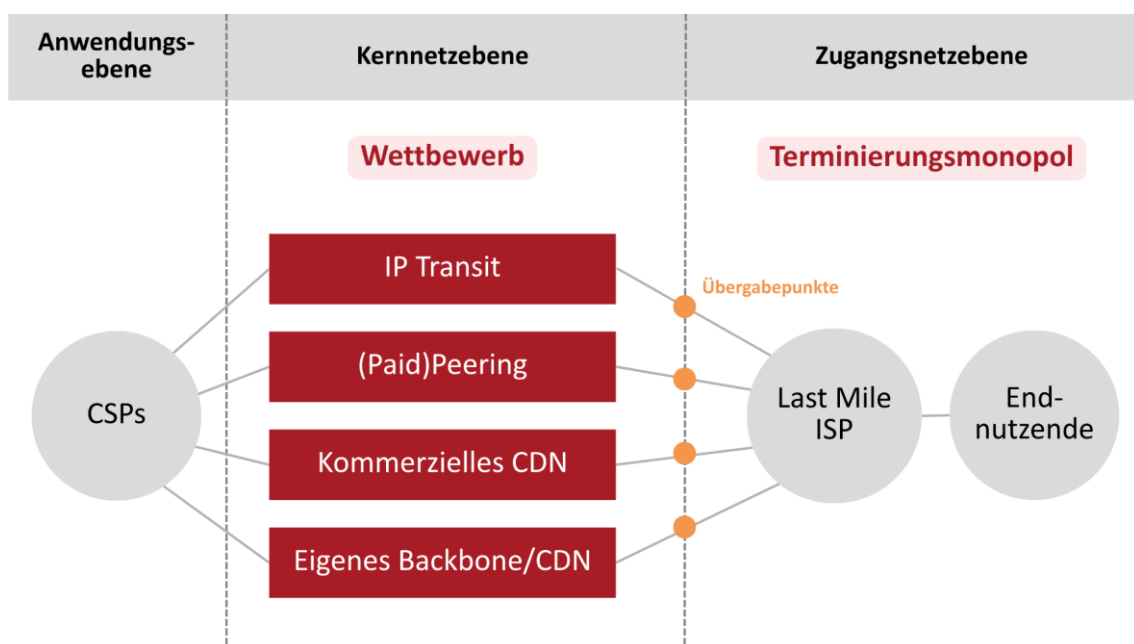 Anwendungs-
ebene
Kernnetzebene
Zugangsnetzebene
Wettbewerb
Terminierungsmonopol
IP Transit
Übergabepunkte
(Paid)Peering
CSPs
Last Mile
ISP
End-
nutzende
Kommerzielles CDN
Eigenes Backbone/CDN